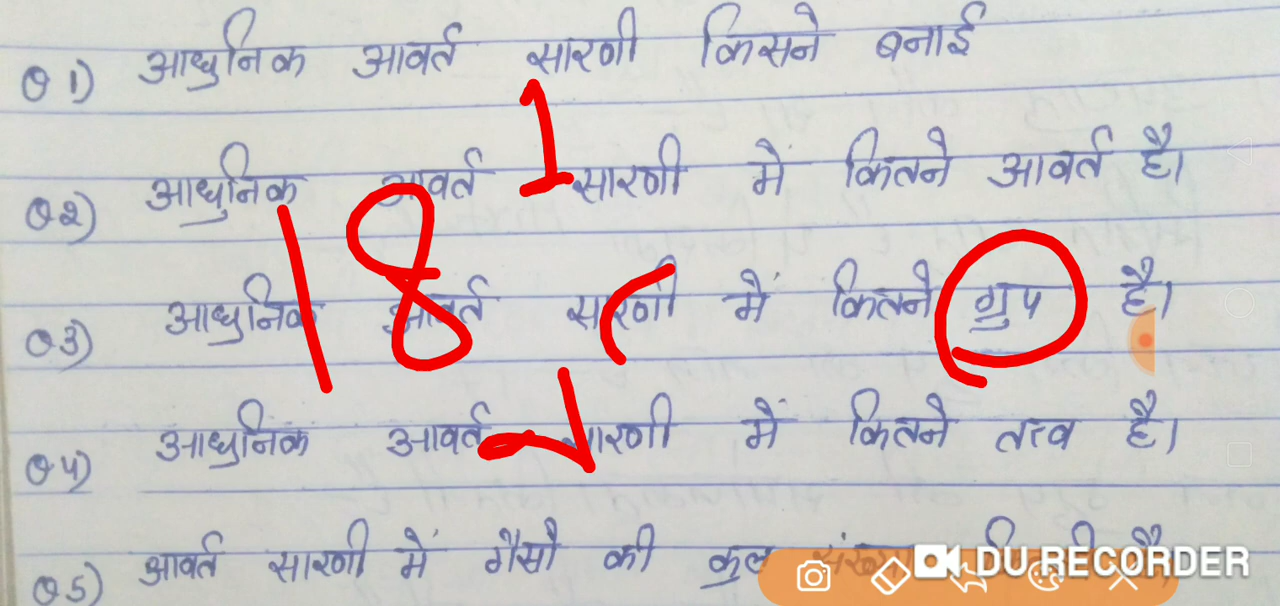 Q1) आधुनिक आवर्त सारणी किसने बनाई
1
Q2) आधुनिक आवर्त सारणी में कितने आवर्त है।
18
Q3) आधुनिक आवर्त सारणी में कितने ग्रुप है।
Q4) आधुनिक आवर्त सारणी में कितने तत्व है।
Q5) आवर्त सारणी में गैसो की कुल है।
DU RECORDER